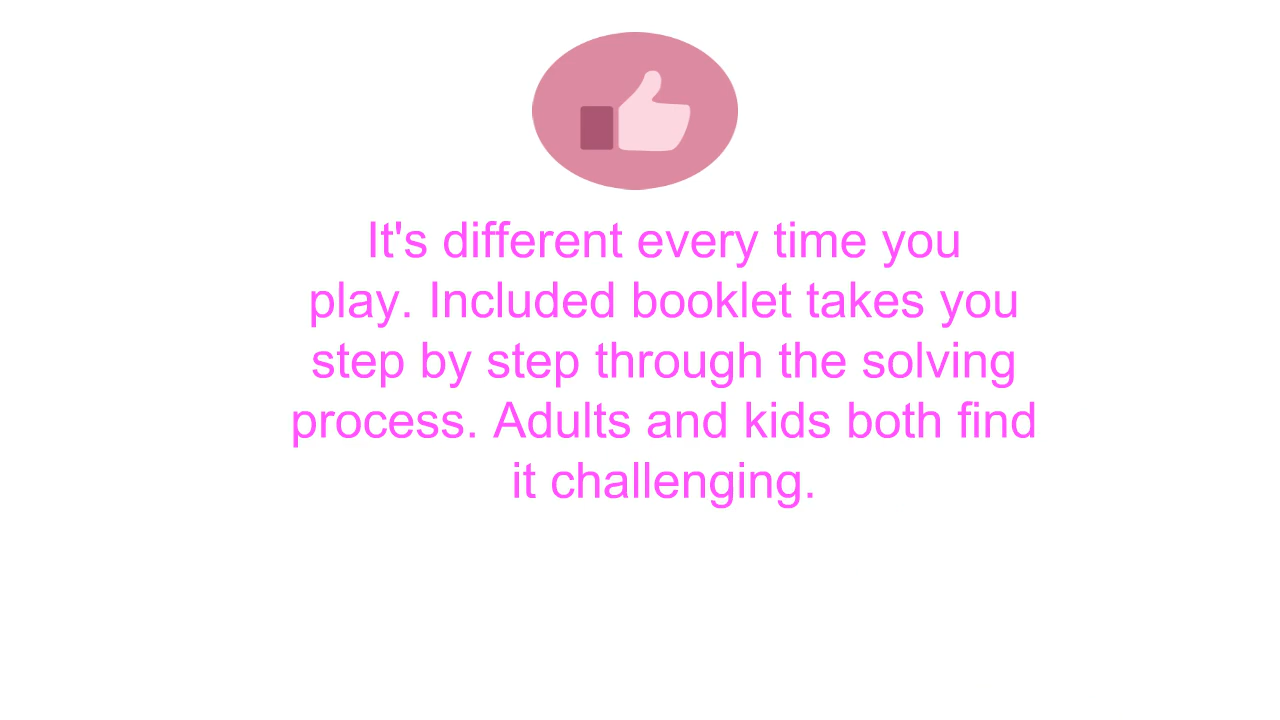 It's different every time you
play. Included booklet takes you
step by step through the solving
process. Adults and kids both find
it challenging.